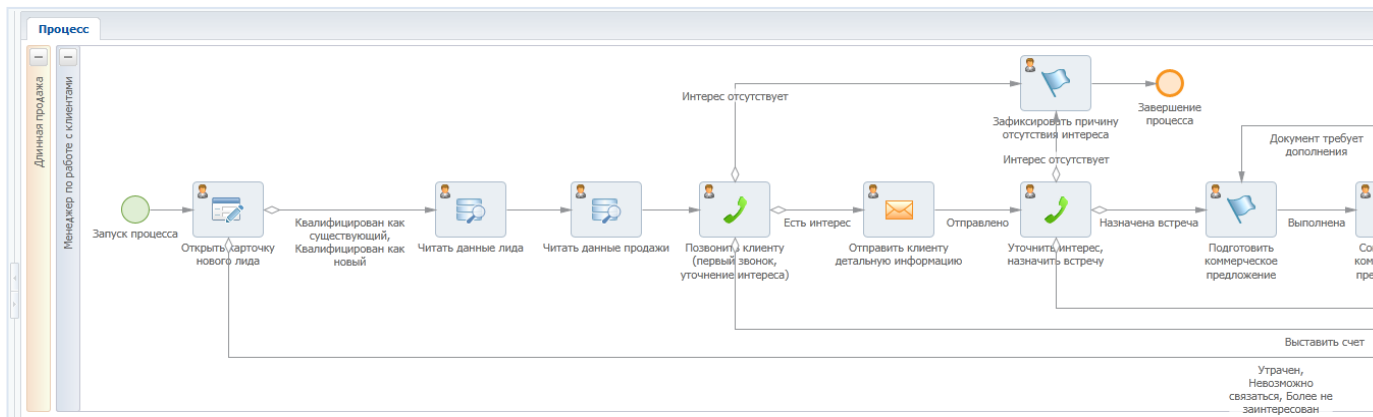 Процесс
Длинная продажа
Менеджер по работе с клиентами
Интерес отсутствует
Зафиксировать причину
отсутствия интереса
Завершение
процесса
Документ требует
дополнения
Интерес отсутствует
Запуск процесса
Открыть карточку
нового лида
Квалифицирован как
существующий,
Квалифицирован как
новый
Читать данные лида
Читать данные продажи
Позвонить клиенту
(первый звонок,
уточнение интереса)
Есть интерес
Отправить клиенту
детальную информацию
Отправлено
Уточнить интерес,
назначить встречу
Назначена встреча
Подготовить
коммерческое
предложение
Выполнена
Со
ком
пре
Выставить счет
Утрачен,
Невозможно
связаться, Более не
заинтересован